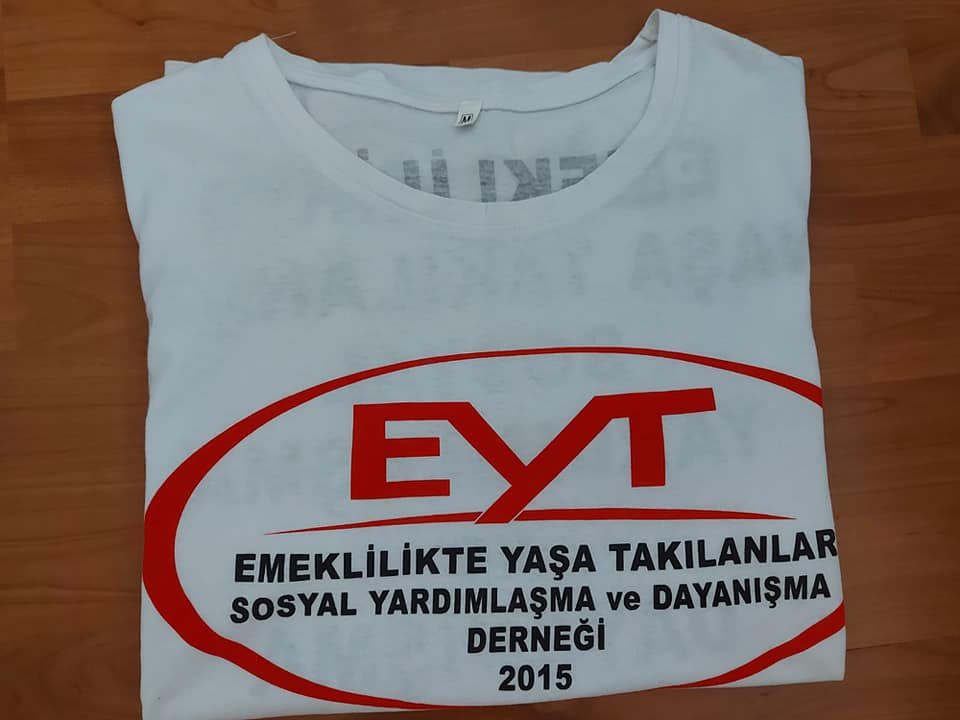 M
EYT
EMEKLİLİKTE YAŞA TAKILANLAR
SOSYAL YARDIMLAŞMA ve DAYANIŞMA
DERNEĞİ
2015